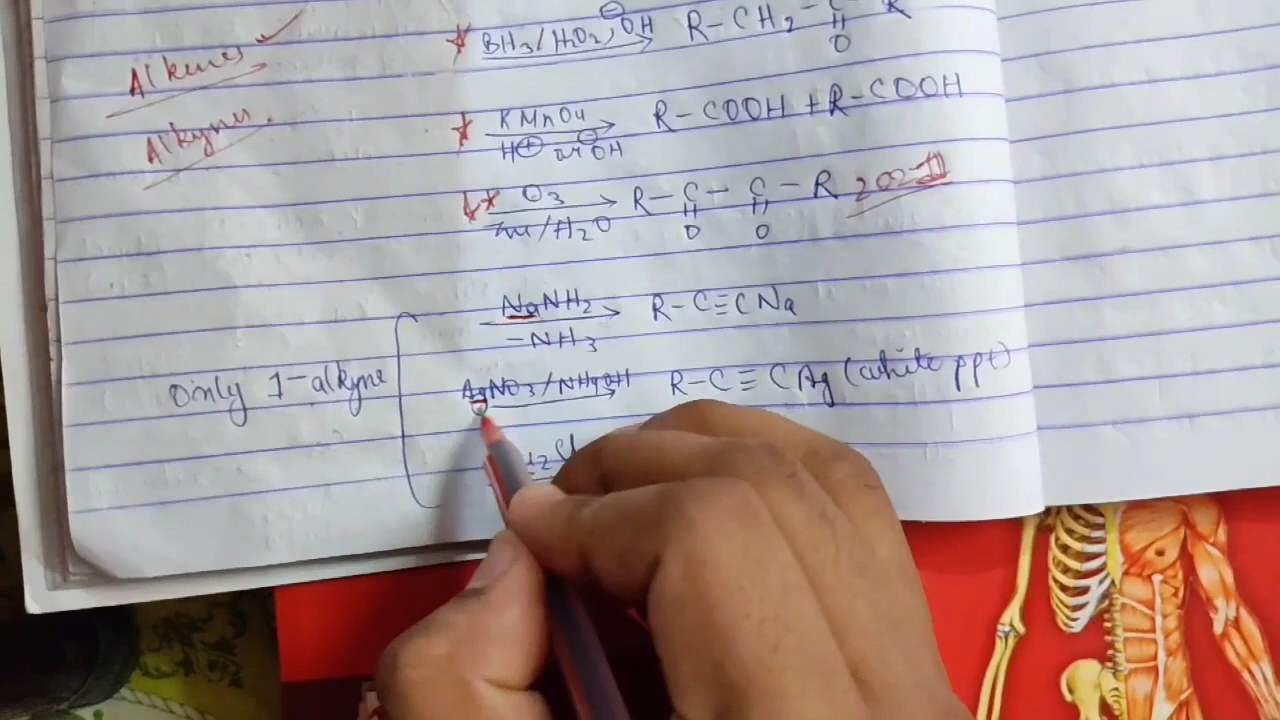 Alkenes
Alkynes.
BH3/H2O2, ⊖OH R-CH2-C-R
O
KMnO4 R-COOH + R-COOH
H⊕ or ⊖OH
O3 R-C-C-R 202
/H2O O O
NaNH2 R-C≡CNa
-NH3
Only 1-alkyne
AgNO3/NH4OH R-C≡CAg (white ppt)